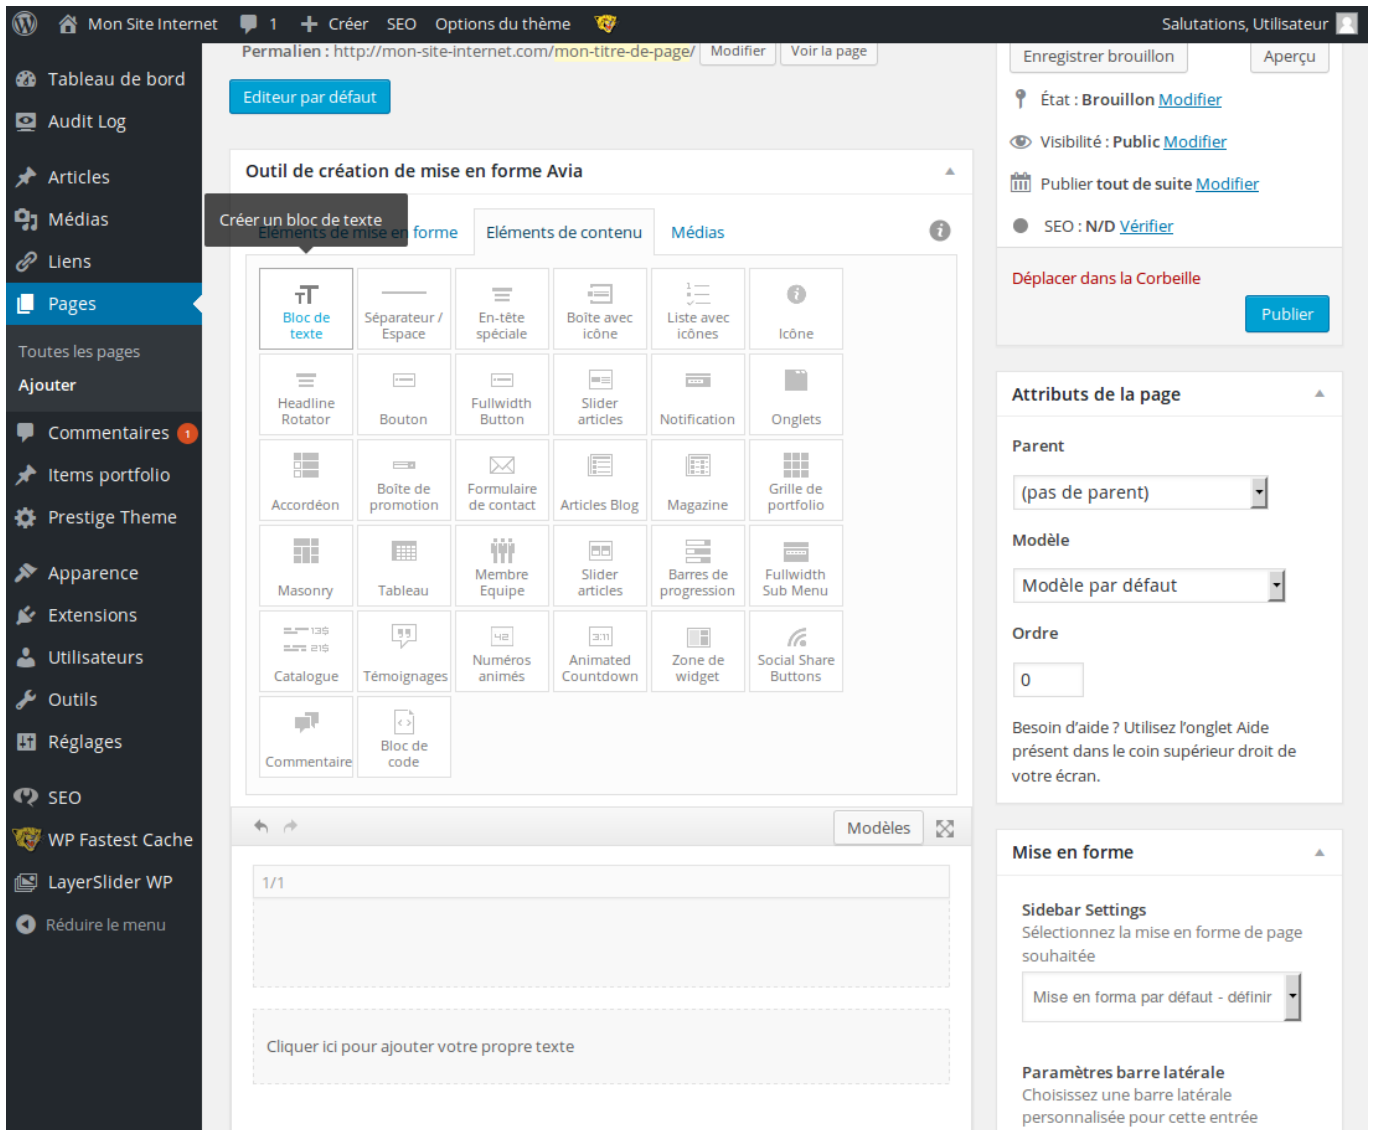 Mon Site Internet 1 Créer SEO Options du thème Salutations, Utilisateur
Tableau de bord
Audit Log
Articles
Médias
Liens
Pages
Toutes les pages
Ajouter
Commentaires 1
Items portfolio
Prestige Theme
Apparence
Extensions
Utilisateurs
Outils
Réglages
SEO
WP Fastest Cache
LayerSlider WP
Réduire le menu
Permalien : http://mon-site-internet.com/mon-titre-de-page/ Modifier Voir la page
Editeur par défaut
Outil de création de mise en forme Avia
Créer un bloc de texte
Eléments de mise en forme Eléments de contenu Médias
Bloc de
texte
Séparateur /
Espace
En-tête
spéciale
Boîte avec
icône
Liste avec
icônes
Icône
Headline
Rotator
Bouton
Fullwidth
Button
Slider
articles
Notification
Onglets
Accordéon
Boîte de
promotion
Formulaire
de contact
Articles Blog
Magazine
Grille de
portfolio
Masonry
Tableau
Membre
Equipe
Slider
articles
Barres de
progression
Fullwidth
Sub Menu
13$
21$
Catalogue
Témoignages
42
Numéros
animés
3:11
Animated
Countdown
Zone de
widget
Social Share
Buttons
Commentaire
Bloc de
code
Modèles
1/1
Cliquer ici pour ajouter votre propre texte
Enregistrer brouillon Aperçu
État : Brouillon Modifier
Visibilité : Public Modifier
Publier tout de suite Modifier
SEO : N/D Vérifier
Déplacer dans la Corbeille
Publier
Attributs de la page
Parent
(pas de parent)
Modèle
Modèle par défaut
Ordre
0
Besoin d’aide ? Utilisez l’onglet Aide
présent dans le coin supérieur droit de
votre écran.
Mise en forme
Sidebar Settings
Sélectionnez la mise en forme de page
souhaitée
Mise en forma par défaut - définir
Paramètres barre latérale
Choisissez une barre latérale
personnalisée pour cette entrée